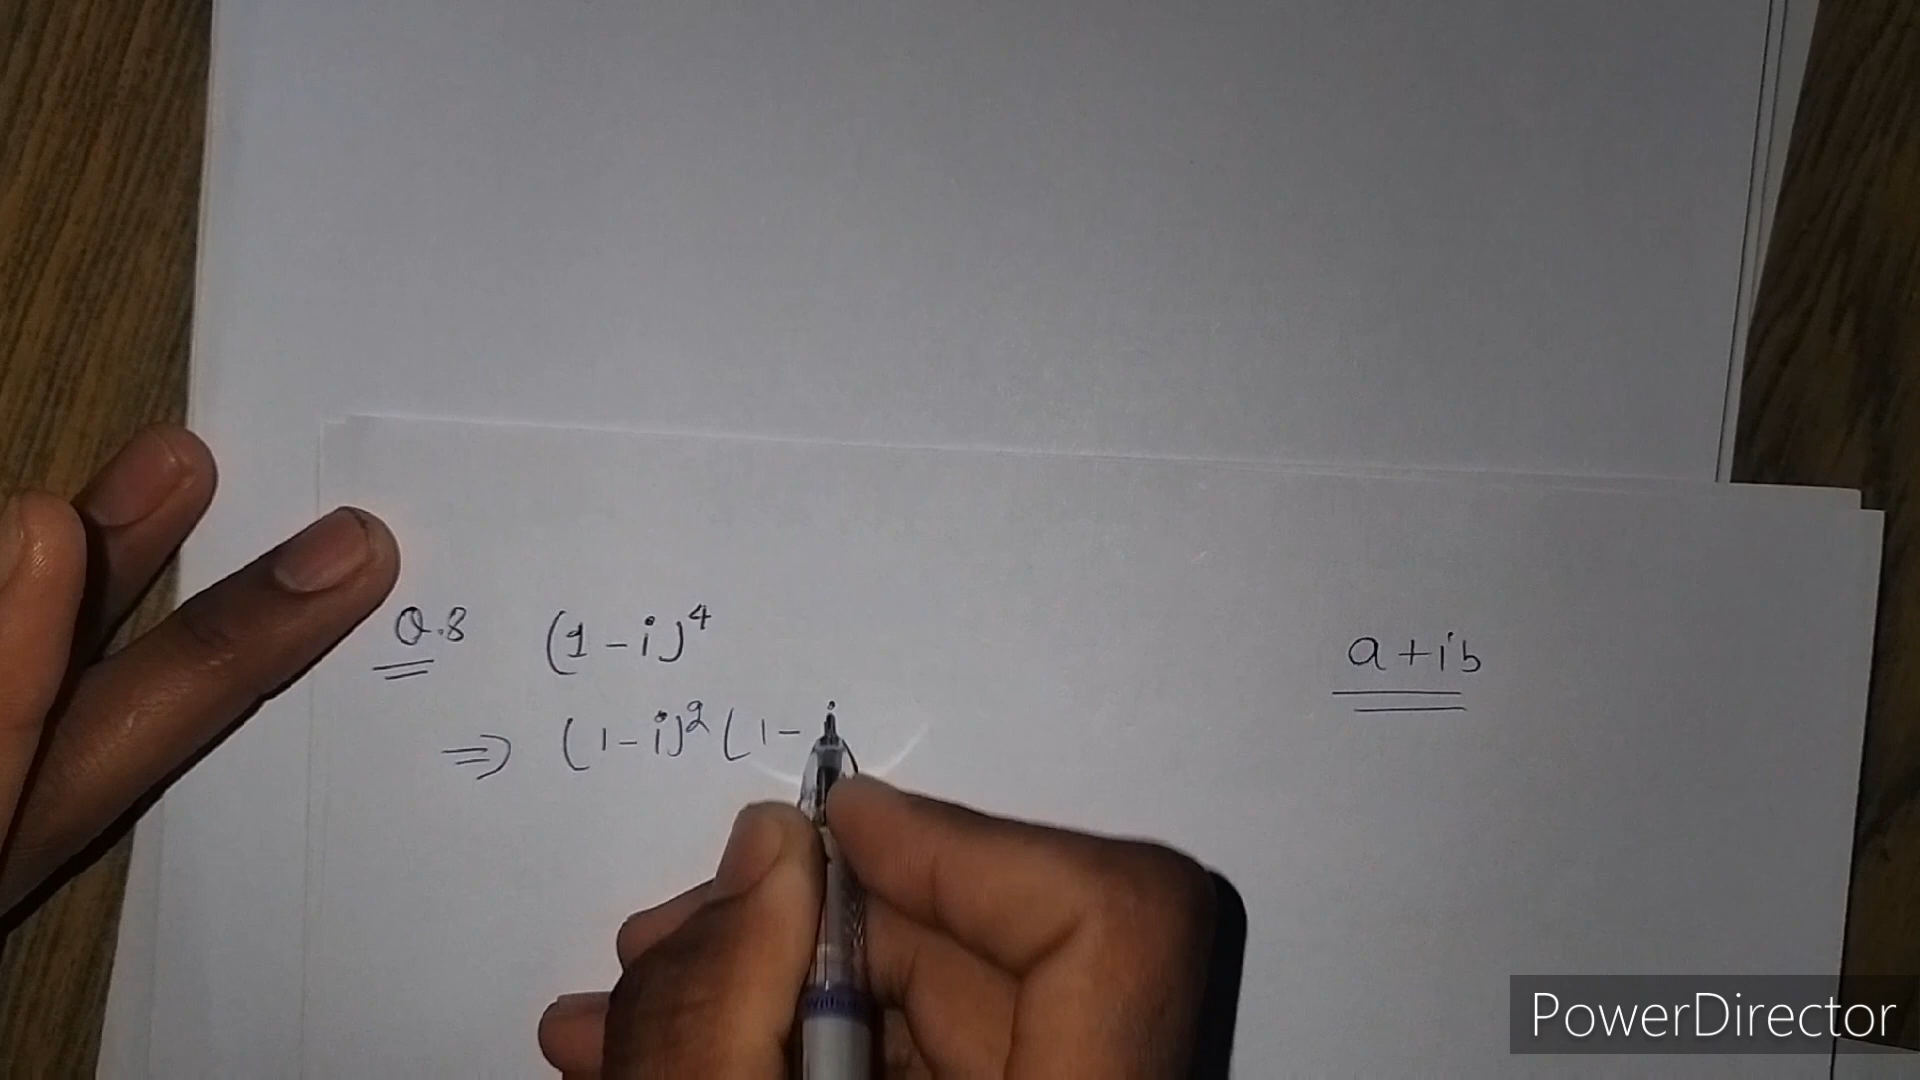 Q.8 (1-i)⁴ a+ib
⇒ (1-i)² (1-i
PowerDirector